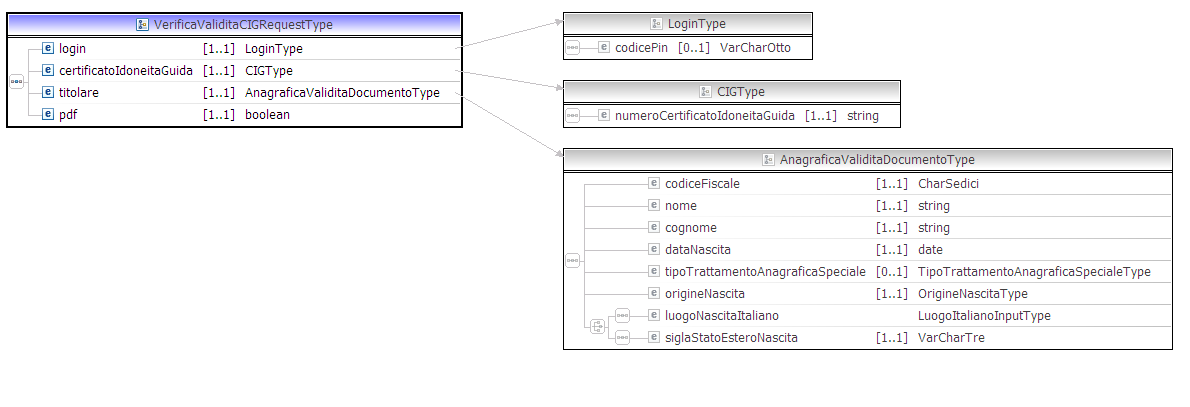 VerificaValiditaCIGRequestType
login [1..1] LoginType
certificatoIdoneitaGuida [1..1] CIGType
titolare [1..1] AnagraficaValiditaDocumentoType
pdf [1..1] boolean
LoginType
codicePin [0..1] VarCharOtto
CIGType
numeroCertificatoIdoneitaGuida [1..1] string
AnagraficaValiditaDocumentoType
codiceFiscale [1..1] CharSedici
nome [1..1] string
cognome [1..1] string
dataNascita [1..1] date
tipoTrattamentoAnagraficaSpeciale [0..1] TipoTrattamentoAnagraficaSpecialeType
origineNascita [1..1] OrigineNascitaType
luogoNascitaItaliano LuogoItalianoInputType
siglaStatoEsteroNascita [1..1] VarCharTre